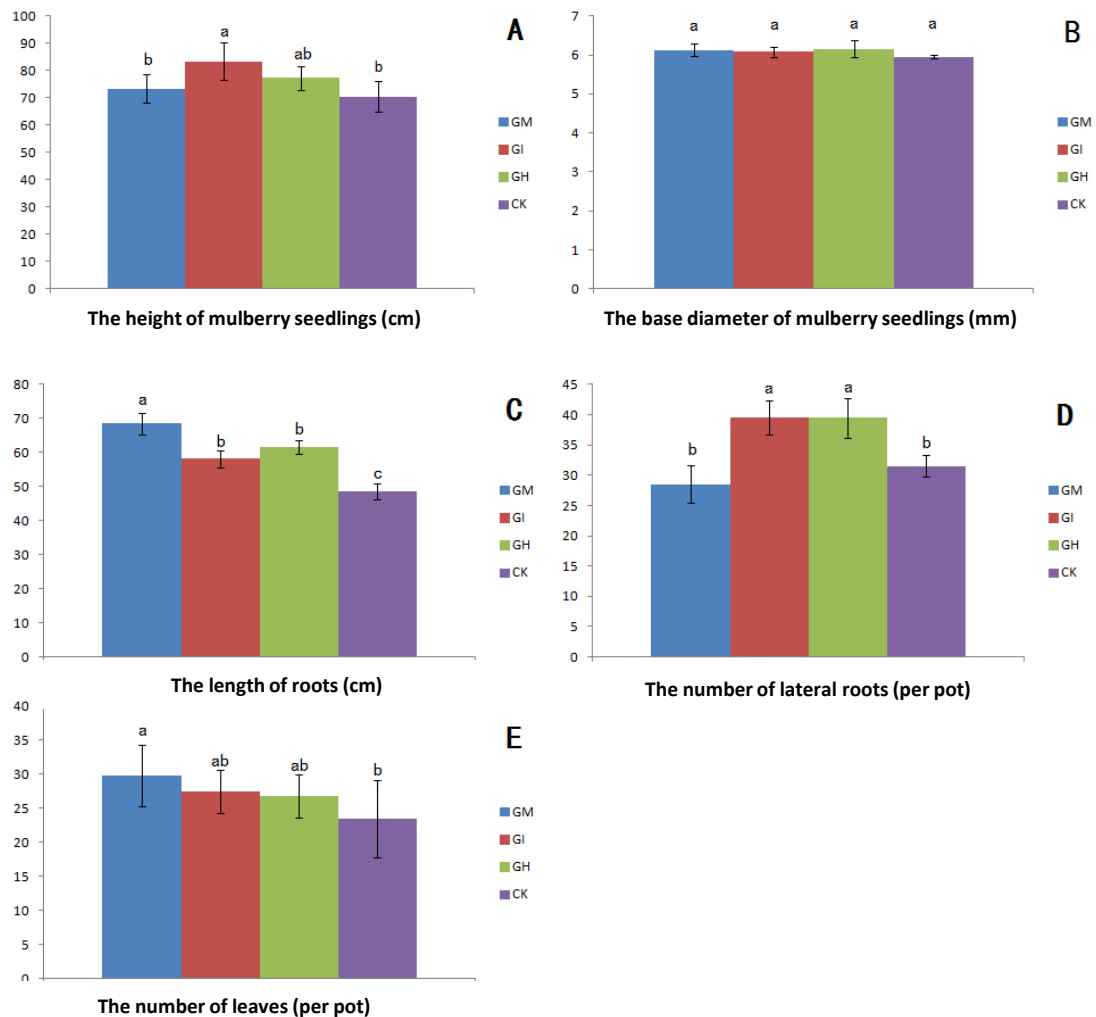 A
100
90
80
70
60
50
40
30
20
10
0
b
a
ab
b
GM
GI
GH
CK
The height of mulberry seedlings (cm)
B
7
6
5
4
3
2
1
0
a
a
a
a
GM
GI
GH
CK
The base diameter of mulberry seedlings (mm)
C
80
70
60
50
40
30
20
10
0
a
b
b
c
GM
GI
GH
CK
The length of roots (cm)
D
45
40
35
30
25
20
15
10
5
0
b
a
a
b
GM
GI
GH
CK
The number of lateral roots (per pot)
E
40
35
30
25
20
15
10
5
0
a
ab
ab
b
GM
GI
GH
CK
The number of leaves (per pot)